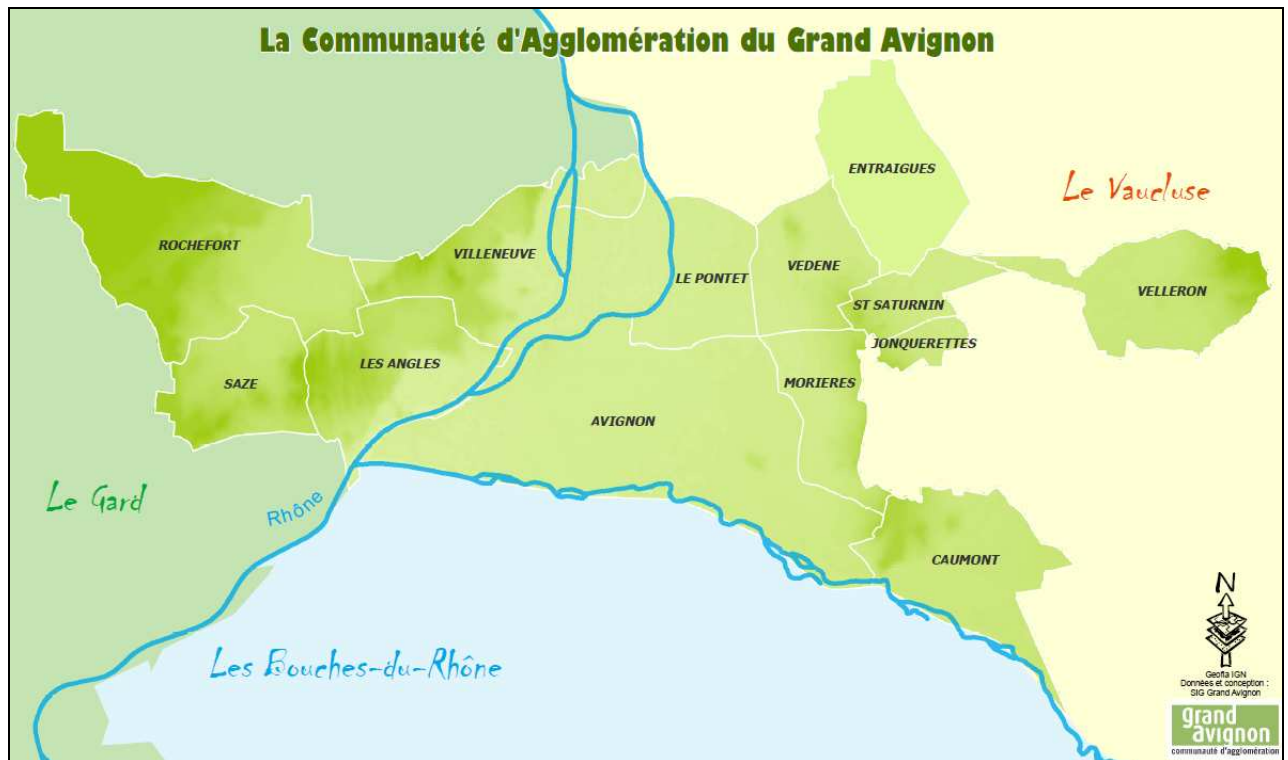 La Communauté d'Agglomération du Grand Avignon
ENTRAIGUES
Le Vaucluse
ROCHEFORT
VILLENEUVE
LE PONTET
VEDENE
VELLERON
ST SATURNIN
JONQUERETTES
LES ANGLES
SAZE
MORIERES
AVIGNON
Le Gard
Rhône
CAUMONT
Les Bouches-du-Rhône
N
Geofla IGN
Données et conception :
SIG Grand Avignon
grand
avignon
communauté d'agglomération